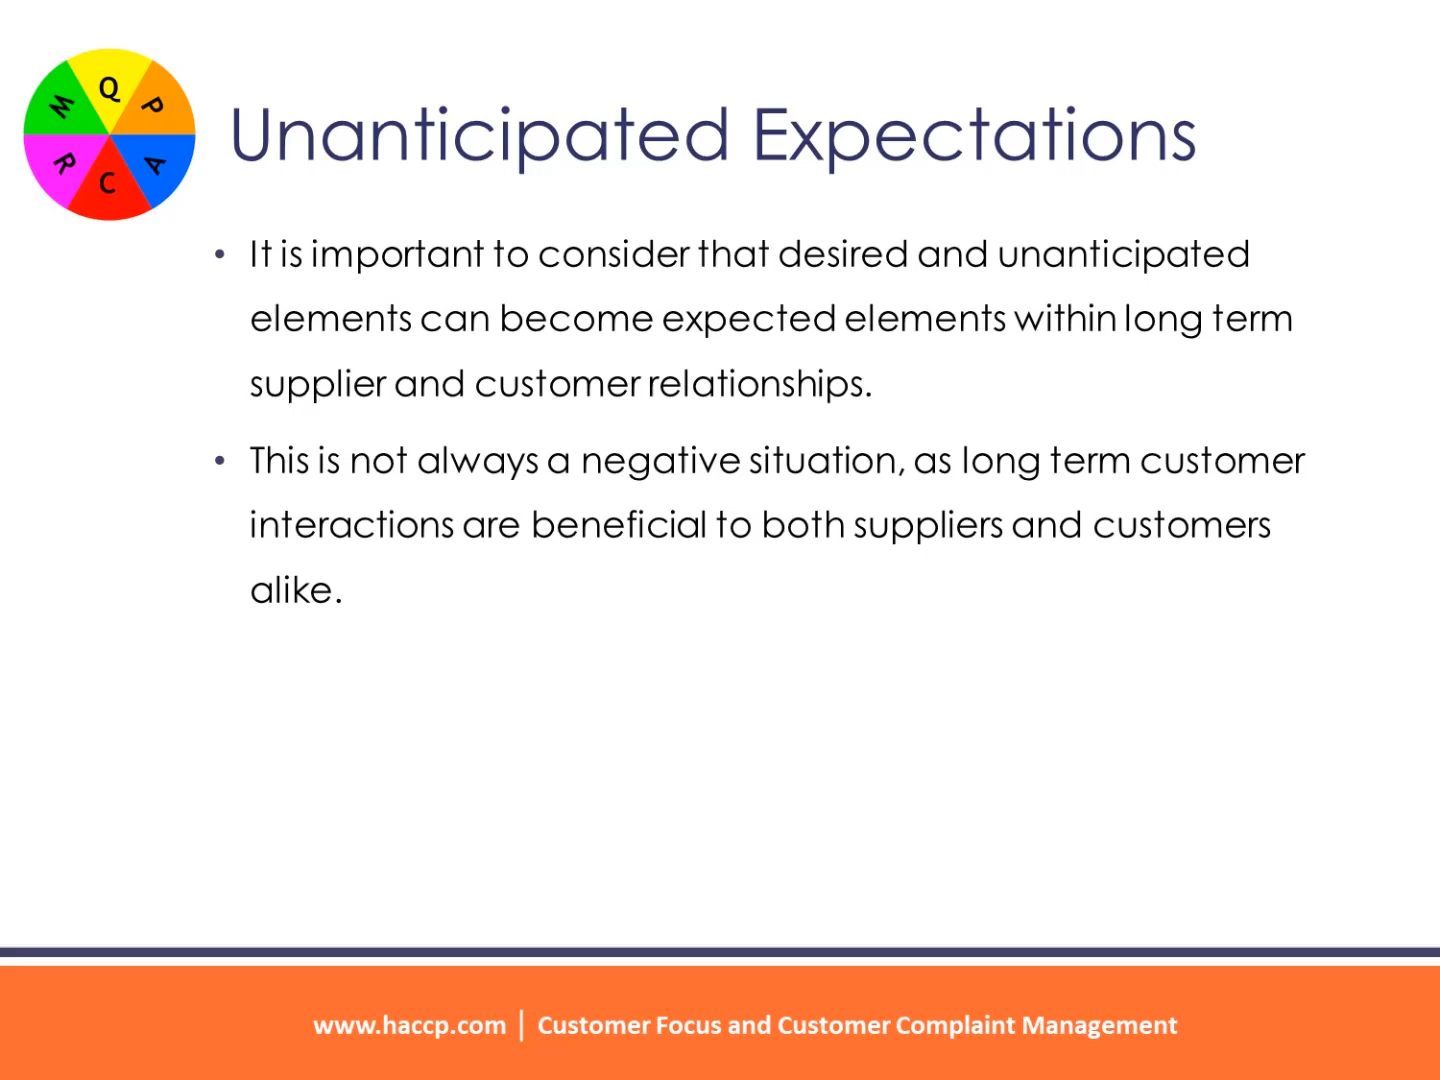 Q
P
A
C
R
M
Unanticipated Expectations
• It is important to consider that desired and unanticipated
elements can become expected elements within long term
supplier and customer relationships.
• This is not always a negative situation, as long term customer
interactions are beneficial to both suppliers and customers
alike.
www.haccp.com | Customer Focus and Customer Complaint Management